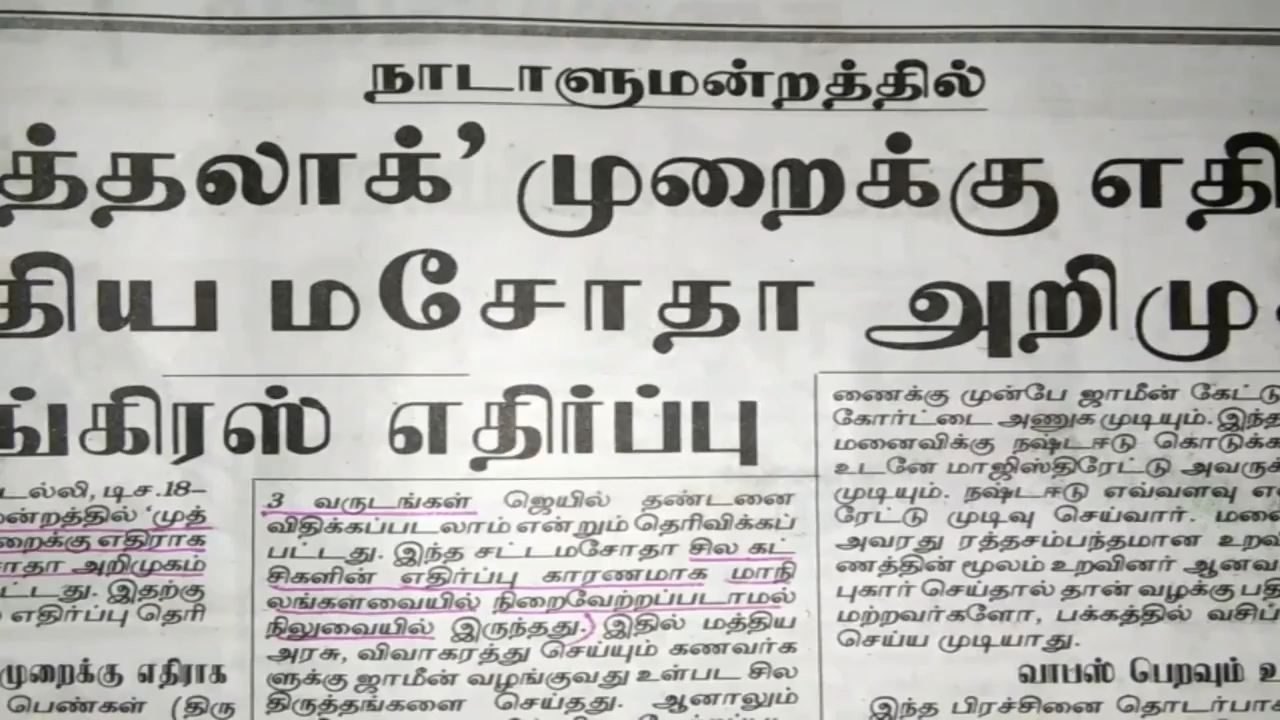 நாடாளுமன்றத்தில்
த்தலாக்' முறைக்கு எதி
திய மசோதா அறிமு
ங்கிரஸ் எதிர்ப்பு
டல்லி, டிச.18–
ன்றத்தில் 'முத்
றைக்கு எதிராக
ாதா அறிமுகம்
ட்டது. இதற்கு
எதிர்ப்பு தெரி
முறைக்கு எதிராக
பெண்கள் (திரு
3 வருடங்கள் ஜெயில் தண்டனை
விதிக்கப்படலாம் என்றும் தெரிவிக்கப்
பட்டது. இந்த சட்டமசோதா சில கட்
சிகளின் எதிர்ப்பு காரணமாக மாநி
லங்களவையில் நிறைவேற்றப்படாமல்
நிலுவையில் இருந்தது. இதில் மத்திய
அரசு, விவாகரத்து செய்யும் கணவர்க
ளுக்கு ஜாமீன் வழங்குவது உள்பட சில
திருத்தங்களை செய்தது. ஆனாலும்
ணைக்கு முன்பே ஜாமீன் கேட்டு
கோர்ட்டை அணுக முடியும். இந்த
மனைவிக்கு நஷ்டஈடு கொடுக்க
உடனே மாஜிஸ்திரேட்டு அவருக்
முடியும். நஷ்டஈடு எவ்வளவு எ
ரேட்டு முடிவு செய்வார். மனை
அவரது ரத்தசம்பந்தமான உறவி
ணத்தின் மூலம் உறவினர் ஆனவ
புகார் செய்தால் தான் வழக்கு பதி
மற்றவர்களோ, பக்கத்தில் வசிப்
செய்ய முடியாது.
வாபஸ் பெறவும் உ
இந்த பிரச்சினை தொடர்பாக